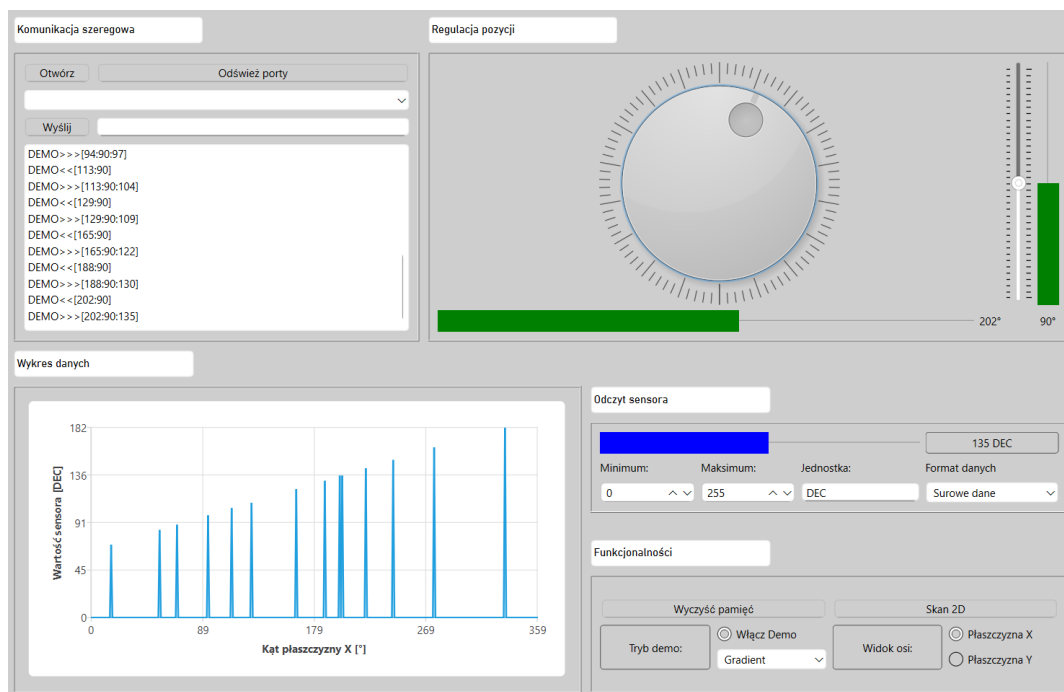 Komunikacja szeregowa
Otwórz
Odśwież porty
Wyślij
DEMO>>>[94:90:97]
DEMO<<[113:90]
DEMO>>>[113:90:104]
DEMO<<[129:90]
DEMO>>>[129:90:109]
DEMO<<[165:90]
DEMO>>>[165:90:122]
DEMO<<[188:90]
DEMO>>>[188:90:130]
DEMO<<[202:90]
DEMO>>>[202:90:135]
Regulacja pozycji
202°
90°
Wykres danych
Wartość sensora [DEC]
182
136
91
45
0
0
89
179
269
359
Kąt płaszczyzny X [°]
Odczyt sensora
135 DEC
Minimum:
Maksimum:
Jednostka:
Format danych
0
255
DEC
Surowe dane
Funkcjonalności
Wyczyść pamięć
Skan 2D
Tryb demo:
Włącz Demo
Gradient
Widok osi:
Płaszczyzna X
Płaszczyzna Y